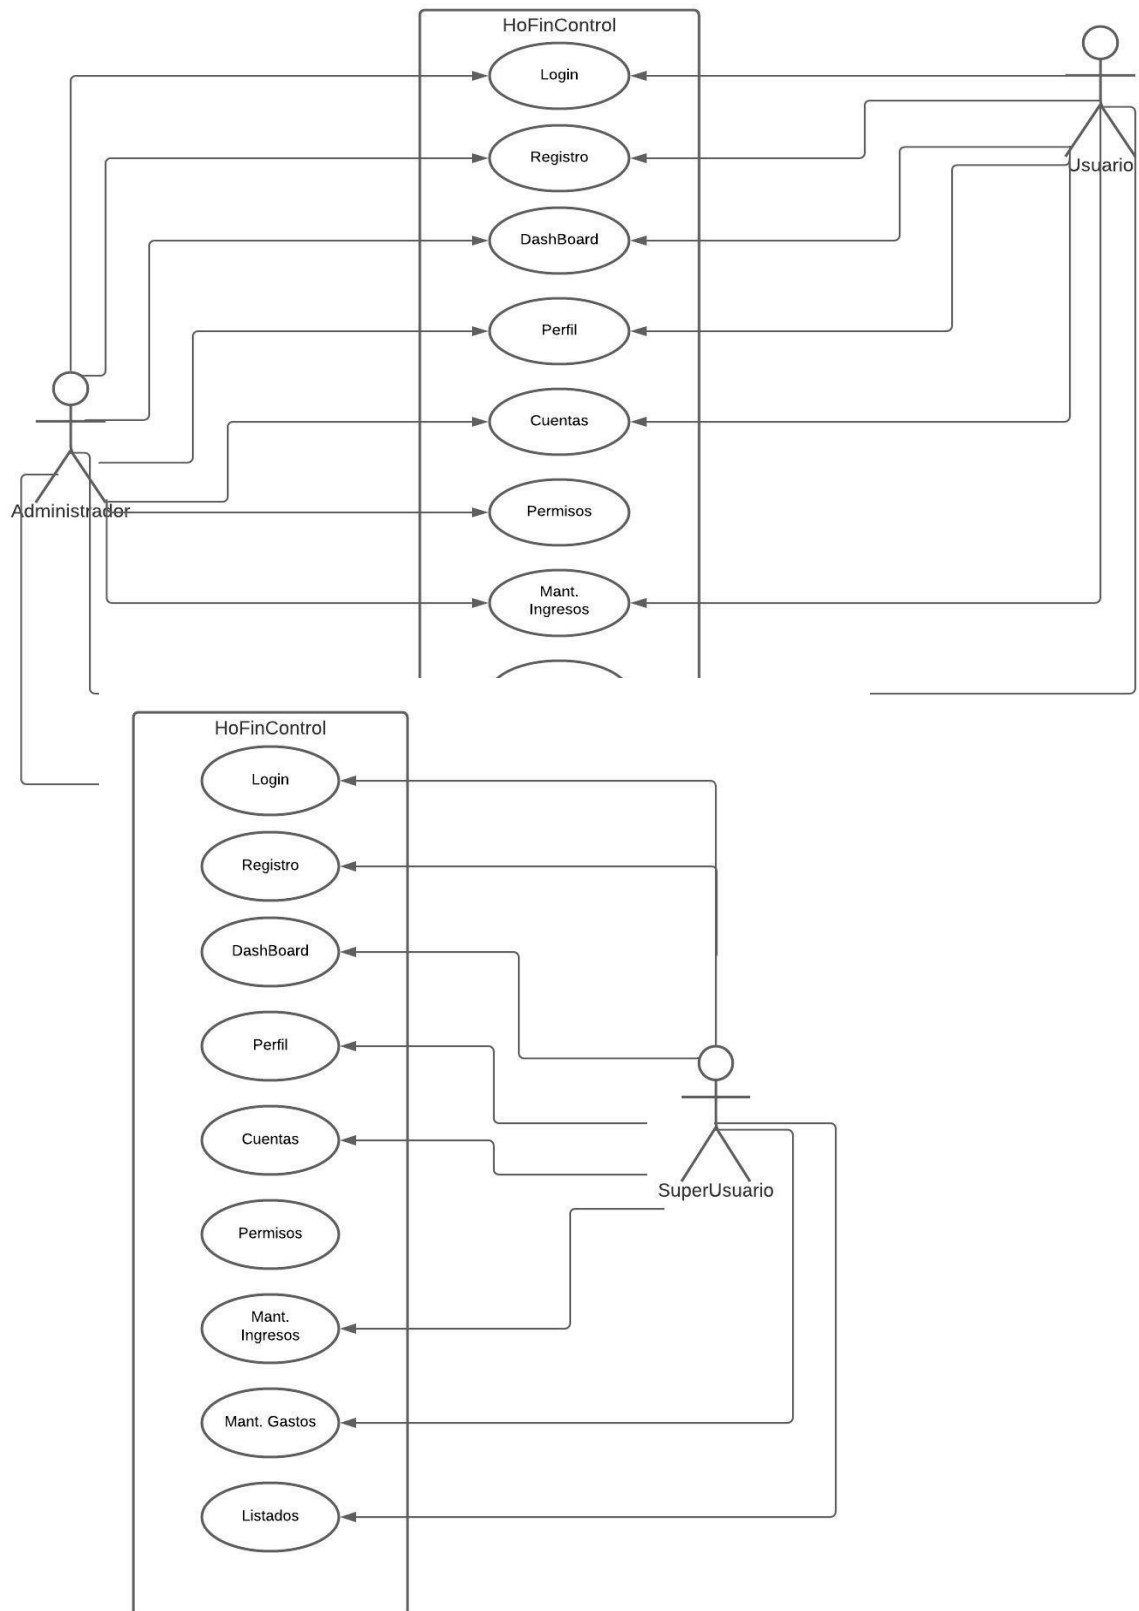 HoFinControl
Login
Registro
Usuario
DashBoard
Perfil
Cuentas
Administrador
Permisos
Mant.
Ingresos
HoFinControl
Login
Registro
DashBoard
Perfil
Cuentas
SuperUsuario
Permisos
Mant.
Ingresos
Mant. Gastos
Listados